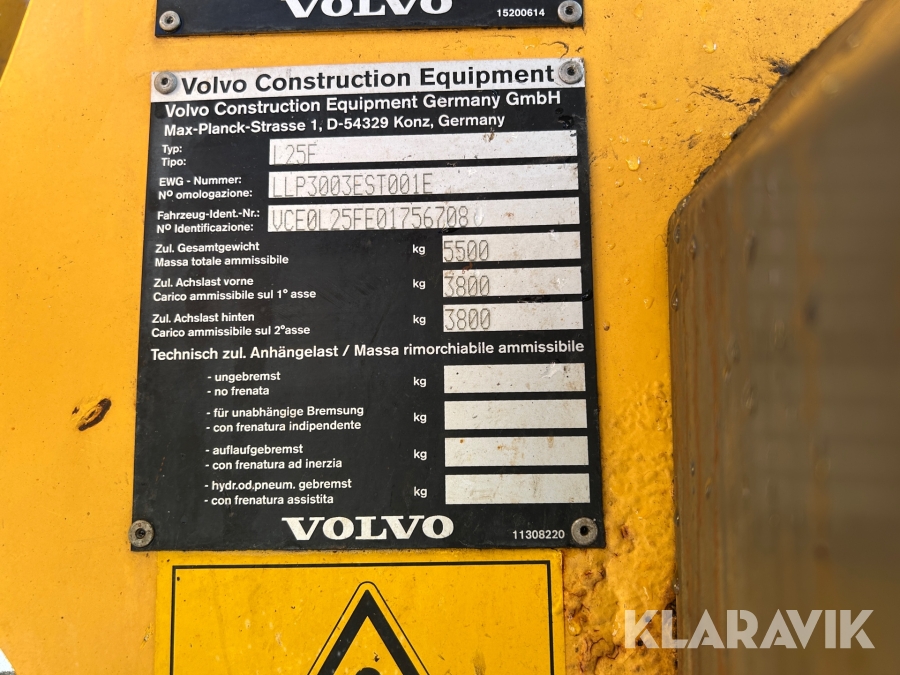 VOLVO
15200614
Volvo Construction Equipment
Volvo Construction Equipment Germany GmbH
Max-Planck-Strasse 1, D-54329 Konz, Germany
Typ:
Tipo:
L25F
EWG - Nummer:
Nº omologazione:
LLP3003EST001E
Fahrzeug-Ident.-Nr.:
Nº Identificazione:
VCE0L25FE01756708
Zul. Gesamtgewicht
Massa totale ammissibile
kg
5500
Zul. Achslast vorne
Carico ammissibile sul 1° asse
kg
3800
Zul. Achslast hinten
Carico ammissibile sul 2°asse
kg
3800
Technisch zul. Anhängelast / Massa rimorchiabile ammissibile
- ungebremst
- no frenata
kg
- für unabhängige Bremsung
- con frenatura indipendente
kg
- auflaufgebremst
- con frenatura ad inerzia
kg
- hydr.od,pneum. gebremst
- con frenatura assistita
kg
VOLVO
11308220
KLARAVIK